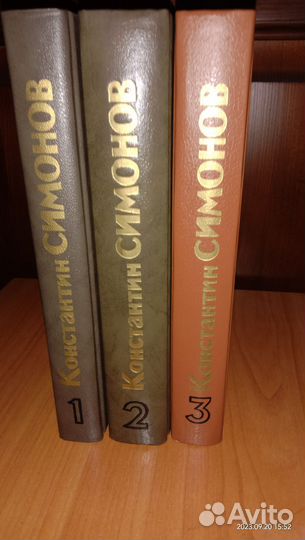 Константин СИМОНОВ
1
Константин СИМОНОВ
2
Константин СИМОНОВ
3
Avito
2023.09.20 15:52